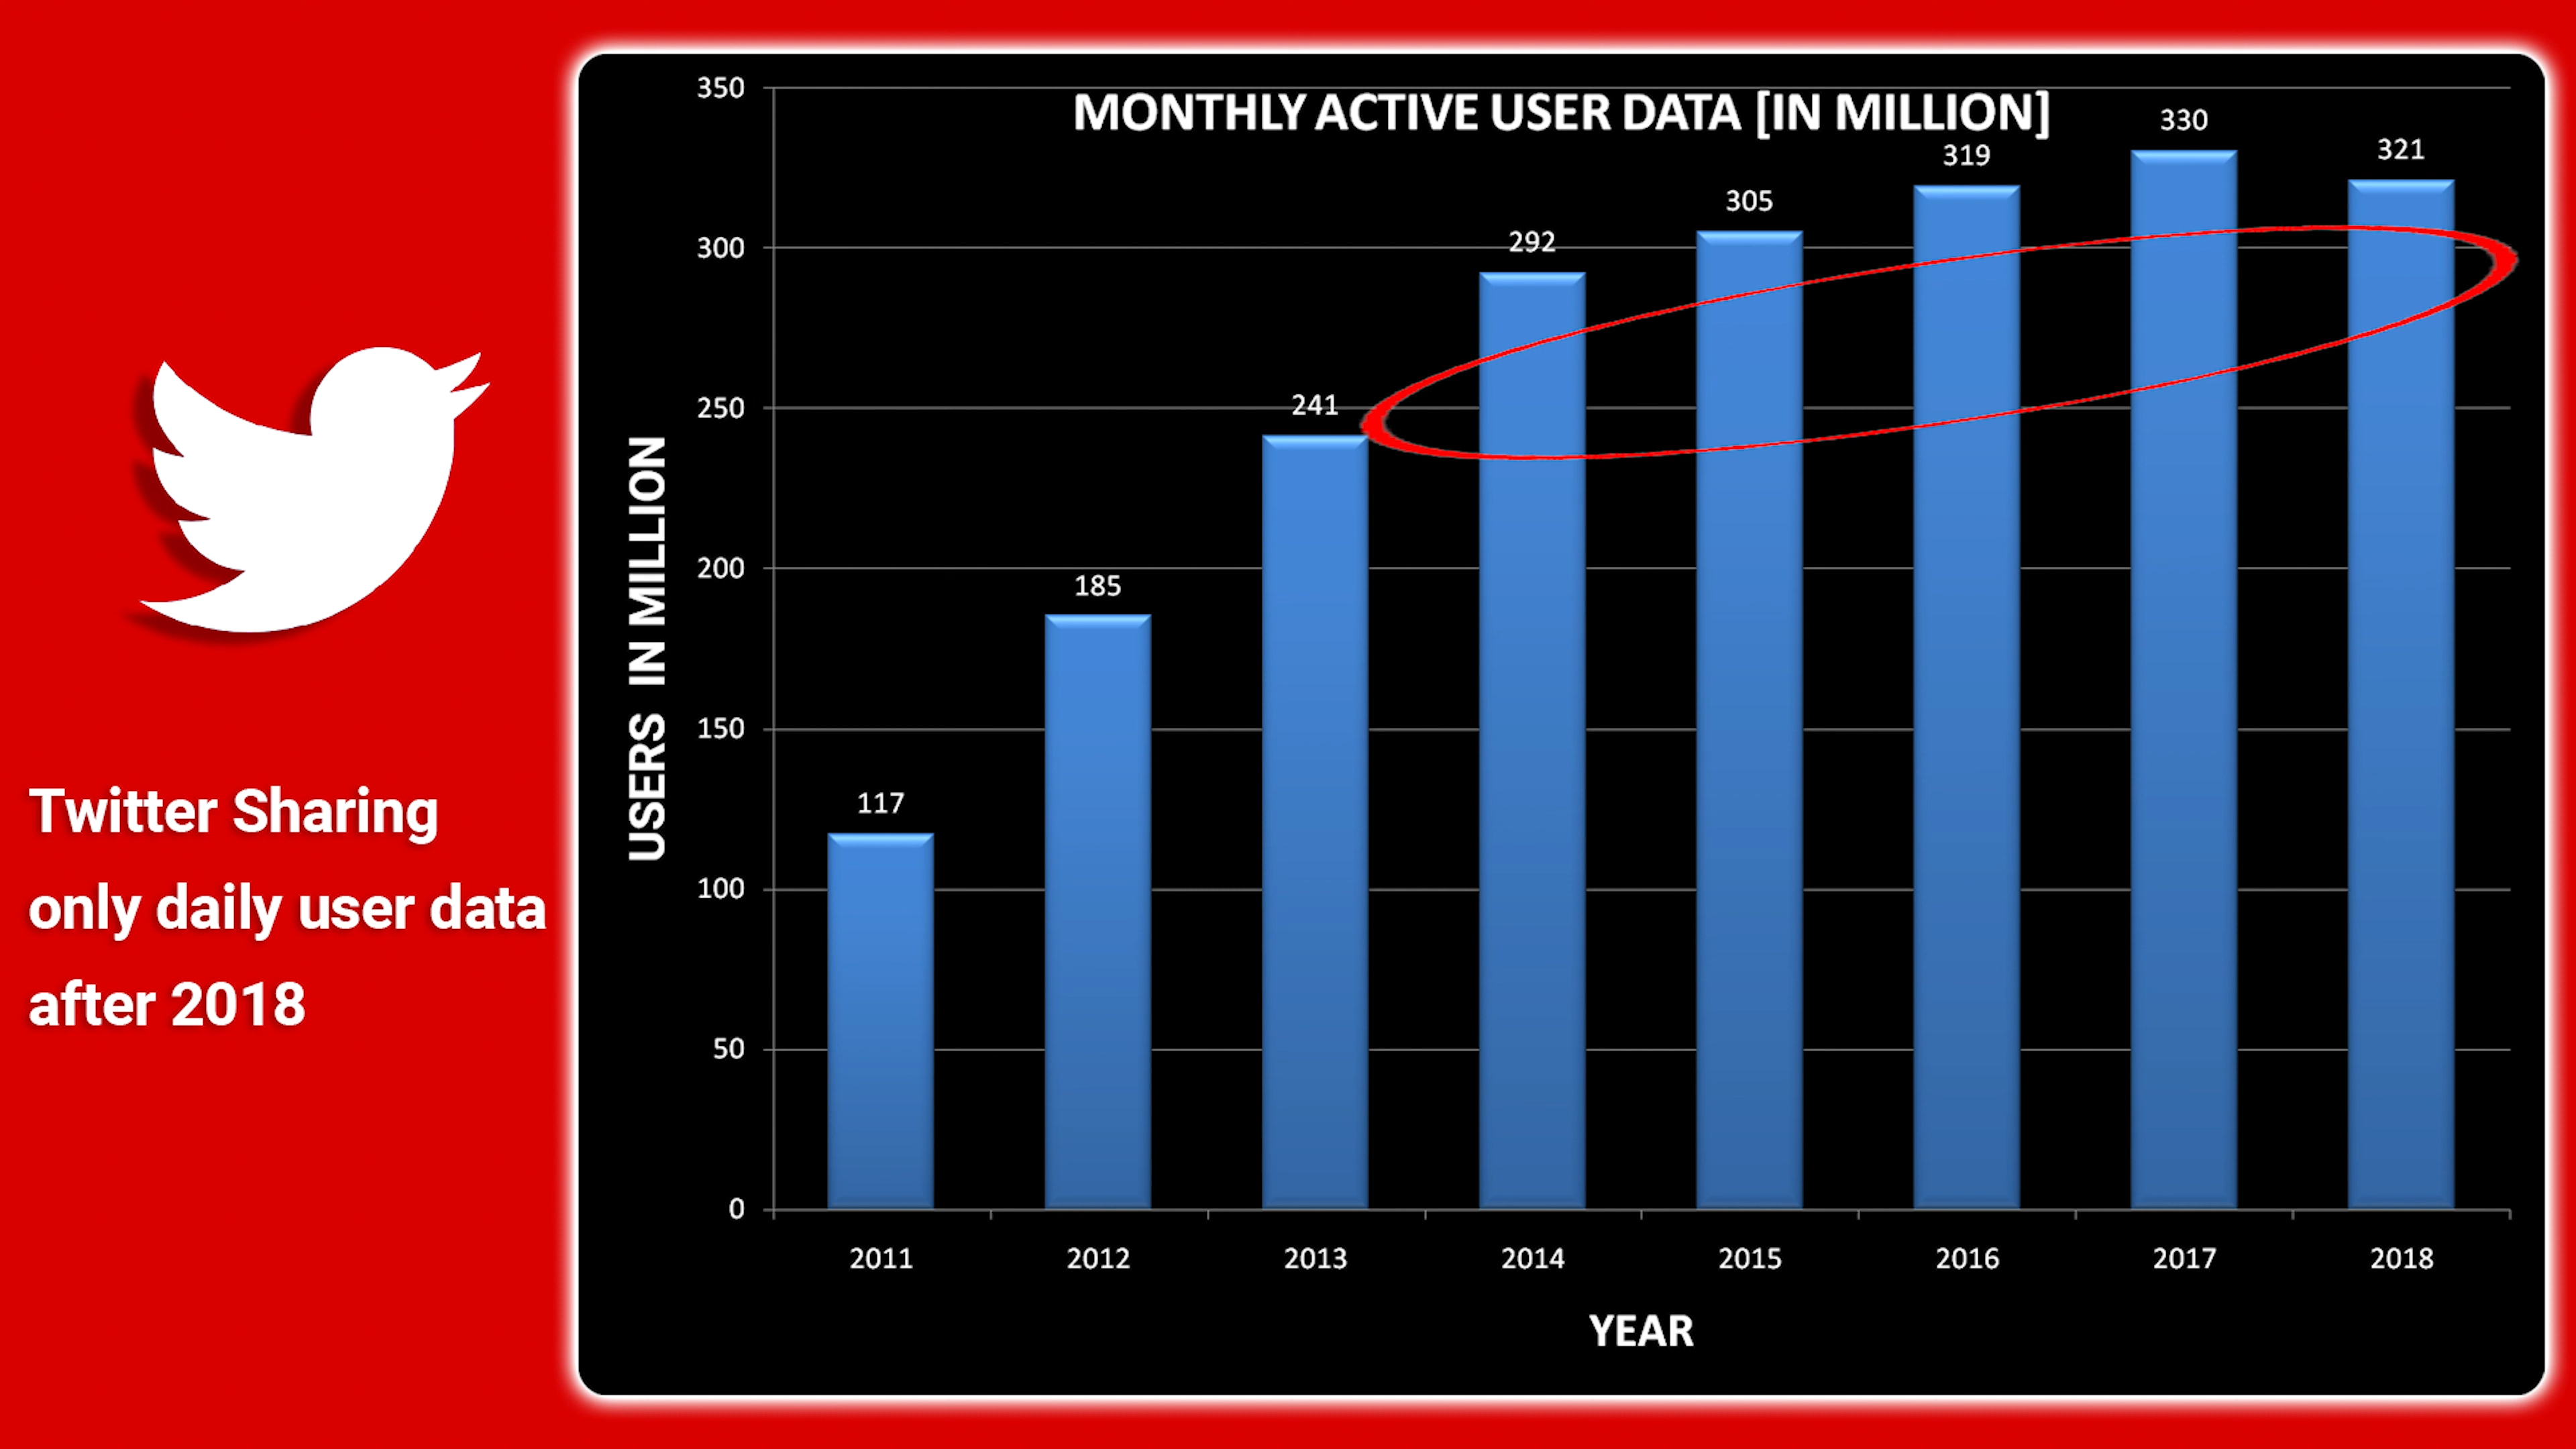 Twitter Sharing
only daily user data
after 2018
MONTHLY ACTIVE USER DATA [IN MILLION]
USERS IN MILLION
350
300
250
200
150
100
50
0
117
185
241
292
305
319
330
321
2011 2012 2013 2014 2015 2016 2017 2018
YEAR